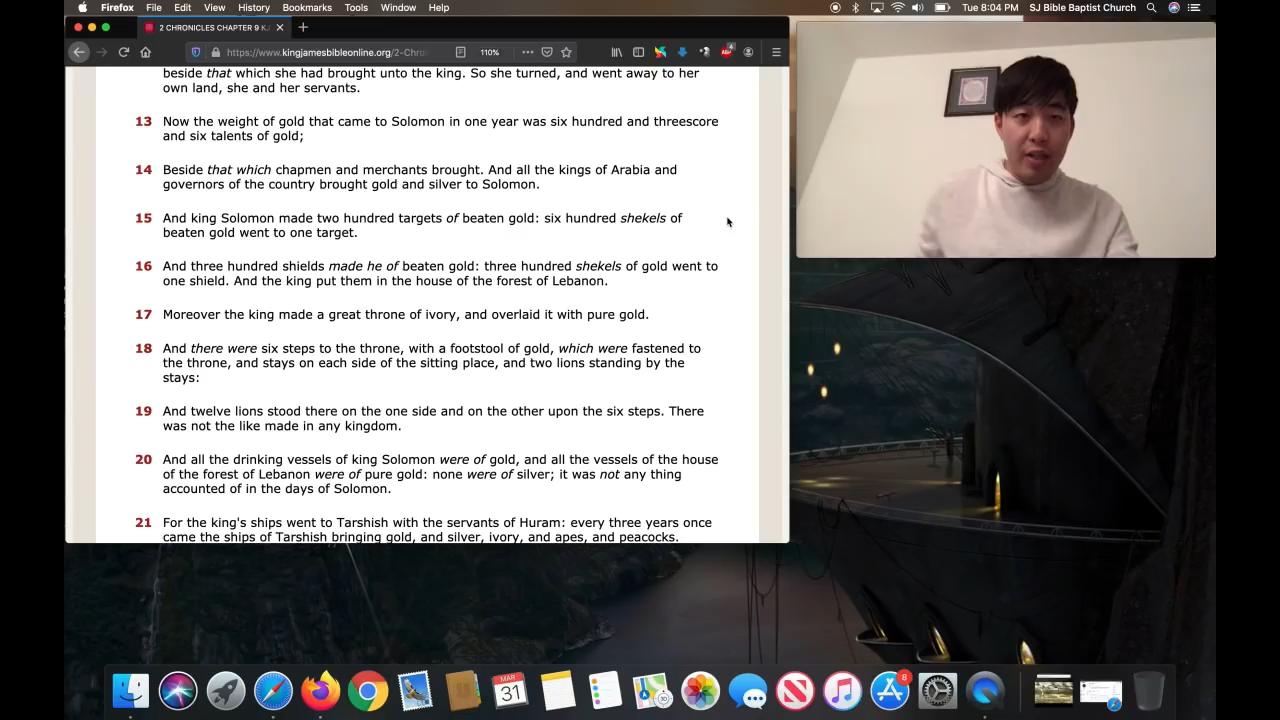 Firefox File Edit View History Bookmarks Tools Window Help
Tue 8:04 PM SJ Bible Baptist Church
2 CHRONICLES CHAPTER 9 K
https://www.kingjamesbibleonline.org/2-Chro
110%
4
beside that which she had brought unto the king. So she turned, and went away to her
own land, she and her servants.
13 Now the weight of gold that came to Solomon in one year was six hundred and threescore
and six talents of gold;
14 Beside that which chapmen and merchants brought. And all the kings of Arabia and
governors of the country brought gold and silver to Solomon.
15 And king Solomon made two hundred targets of beaten gold: six hundred shekels of
beaten gold went to one target.
16 And three hundred shields made he of beaten gold: three hundred shekels of gold went to
one shield. And the king put them in the house of the forest of Lebanon.
17 Moreover the king made a great throne of ivory, and overlaid it with pure gold.
18 And there were six steps to the throne, with a footstool of gold, which were fastened to
the throne, and stays on each side of the sitting place, and two lions standing by the
stays:
19 And twelve lions stood there on the one side and on the other upon the six steps. There
was not the like made in any kingdom.
20 And all the drinking vessels of king Solomon were of gold, and all the vessels of the house
of the forest of Lebanon were of pure gold: none were of silver; it was not any thing
accounted of in the days of Solomon.
21 For the king's ships went to Tarshish with the servants of Huram: every three years once
came the ships of Tarshish bringing gold, and silver, ivory, and apes, and peacocks.
MAR
31
8